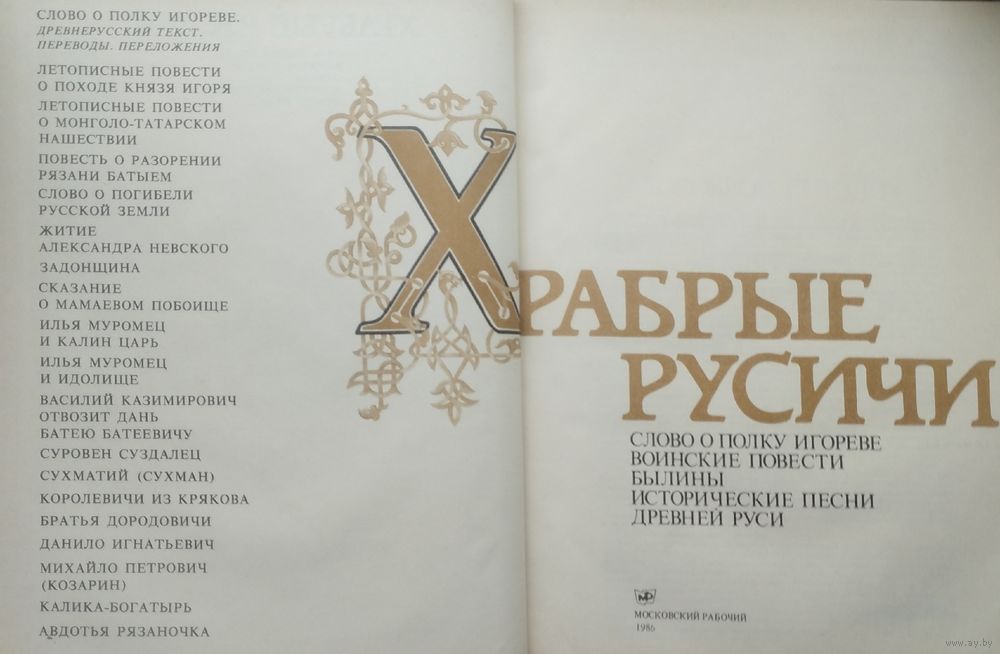 СЛОВО О ПОЛКУ ИГОРЕВЕ.
ДРЕВНЕРУССКИЙ ТЕКСТ.
ПЕРЕВОДЫ. ПЕРЕЛОЖЕНИЯ
ЛЕТОПИСНЫЕ ПОВЕСТИ
О ПОХОДЕ КНЯЗЯ ИГОРЯ
ЛЕТОПИСНЫЕ ПОВЕСТИ
О МОНГОЛО-ТАТАРСКОМ
НАШЕСТВИИ
ПОВЕСТЬ О РАЗОРЕНИИ
РЯЗАНИ БАТЫЕМ
СЛОВО О ПОГИБЕЛИ
РУССКОЙ ЗЕМЛИ
ЖИТИЕ
АЛЕКСАНДРА НЕВСКОГО
ЗАДОНЩИНА
СКАЗАНИЕ
О МАМАЕВОМ ПОБОИЩЕ
ИЛЬЯ МУРОМЕЦ
И КАЛИН ЦАРЬ
ИЛЬЯ МУРОМЕЦ
И ИДОЛИЩЕ
ВАСИЛИЙ КАЗИМИРОВИЧ
ОТВОЗИТ ДАНЬ
БАТЕЮ БАТЕЕВИЧУ
СУРОВЕН СУЗДАЛЕЦ
СУХМАТИЙ (СУХМАН)
КОРОЛЕВИЧИ ИЗ КРЯКОВА
БРАТЬЯ ДОРОДОВИЧИ
ДАНИЛО ИГНАТЬЕВИЧ
МИХАЙЛО ПЕТРОВИЧ
(КОЗАРИН)
КАЛИКА-БОГАТЫРЬ
АВДОТЬЯ РЯЗАНОЧКА
ХРАБРЫЕ
РУСИЧИ
СЛОВО О ПОЛКУ ИГОРЕВЕ
ВОИНСКИЕ ПОВЕСТИ
БЫЛИНЫ
ИСТОРИЧЕСКИЕ ПЕСНИ
ДРЕВНЕЙ РУСИ
МР
МОСКОВСКИЙ РАБОЧИЙ
1986
www.ay.by